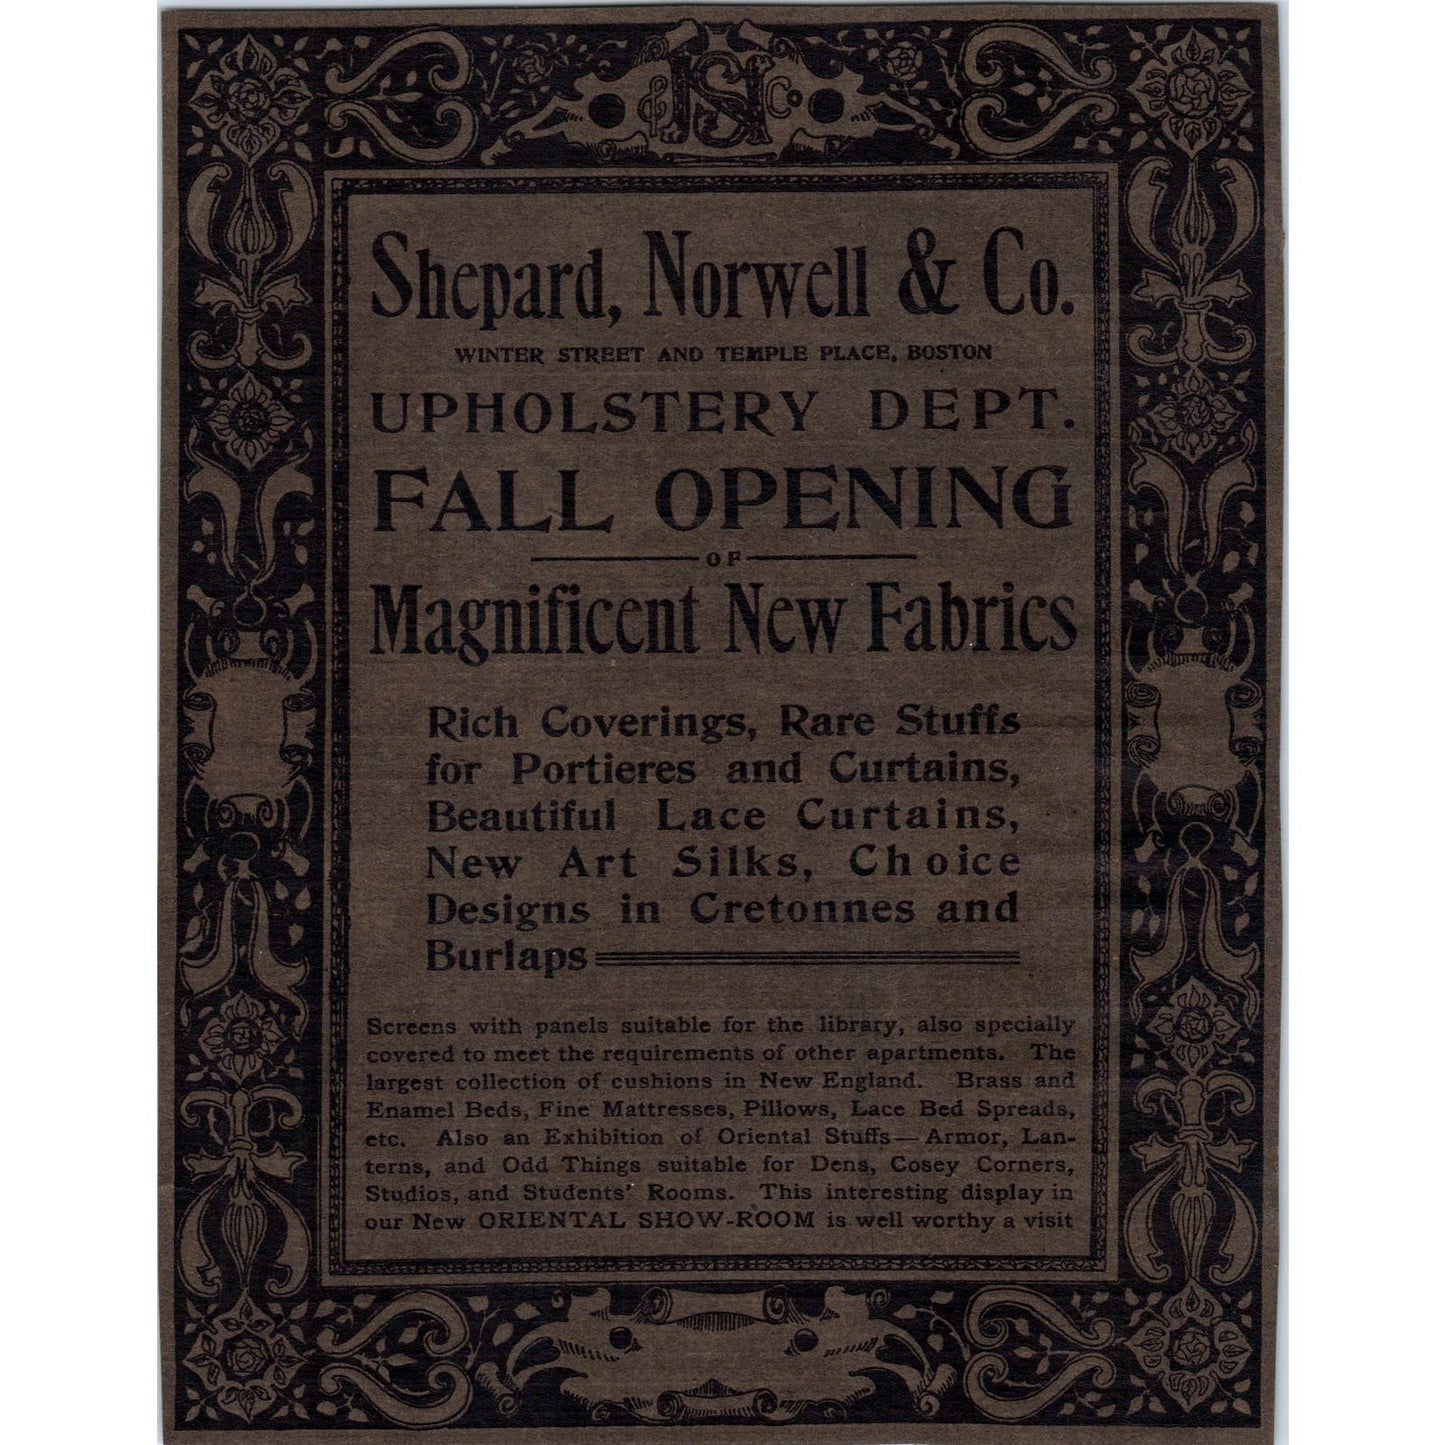 & SN Co
Shepard, Norwell & Co.
WINTER STREET AND TEMPLE PLACE, BOSTON
UPHOLSTERY DEPT.
FALL OPENING
OF
Magnificent New Fabrics
Rich Coverings, Rare Stuffs
for Portieres and Curtains,
Beautiful Lace Curtains,
New Art Silks, Choice
Designs in Cretonnes and
Burlaps
Screens with panels suitable for the library, also specially
covered to meet the requirements of other apartments. The
largest collection of cushions in New England. Brass and
Enamel Beds, Fine Mattresses, Pillows, Lace Bed Spreads,
etc. Also an Exhibition of Oriental Stuffs—Armor, Lan-
terns, and Odd Things suitable for Dens, Cosey Corners,
Studios, and Students' Rooms. This interesting display in
our New ORIENTAL SHOW-ROOM is well worthy a visit